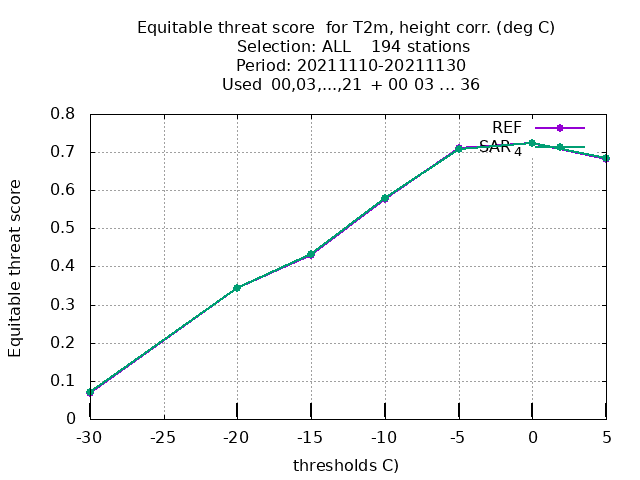 Equitable threat score  for T2m, height corr. (deg C)
Selection: ALL    194 stations
Period: 20211110-20211130
Used  00,03,...,21  + 00 03 ... 36
0.8
0.7
0.6
0.5
0.4
0.3
0.2
0.1
0
Equitable threat score
REF
SAR4
-30
-25
-20
-15
-10
-5
0
5
thresholds C)